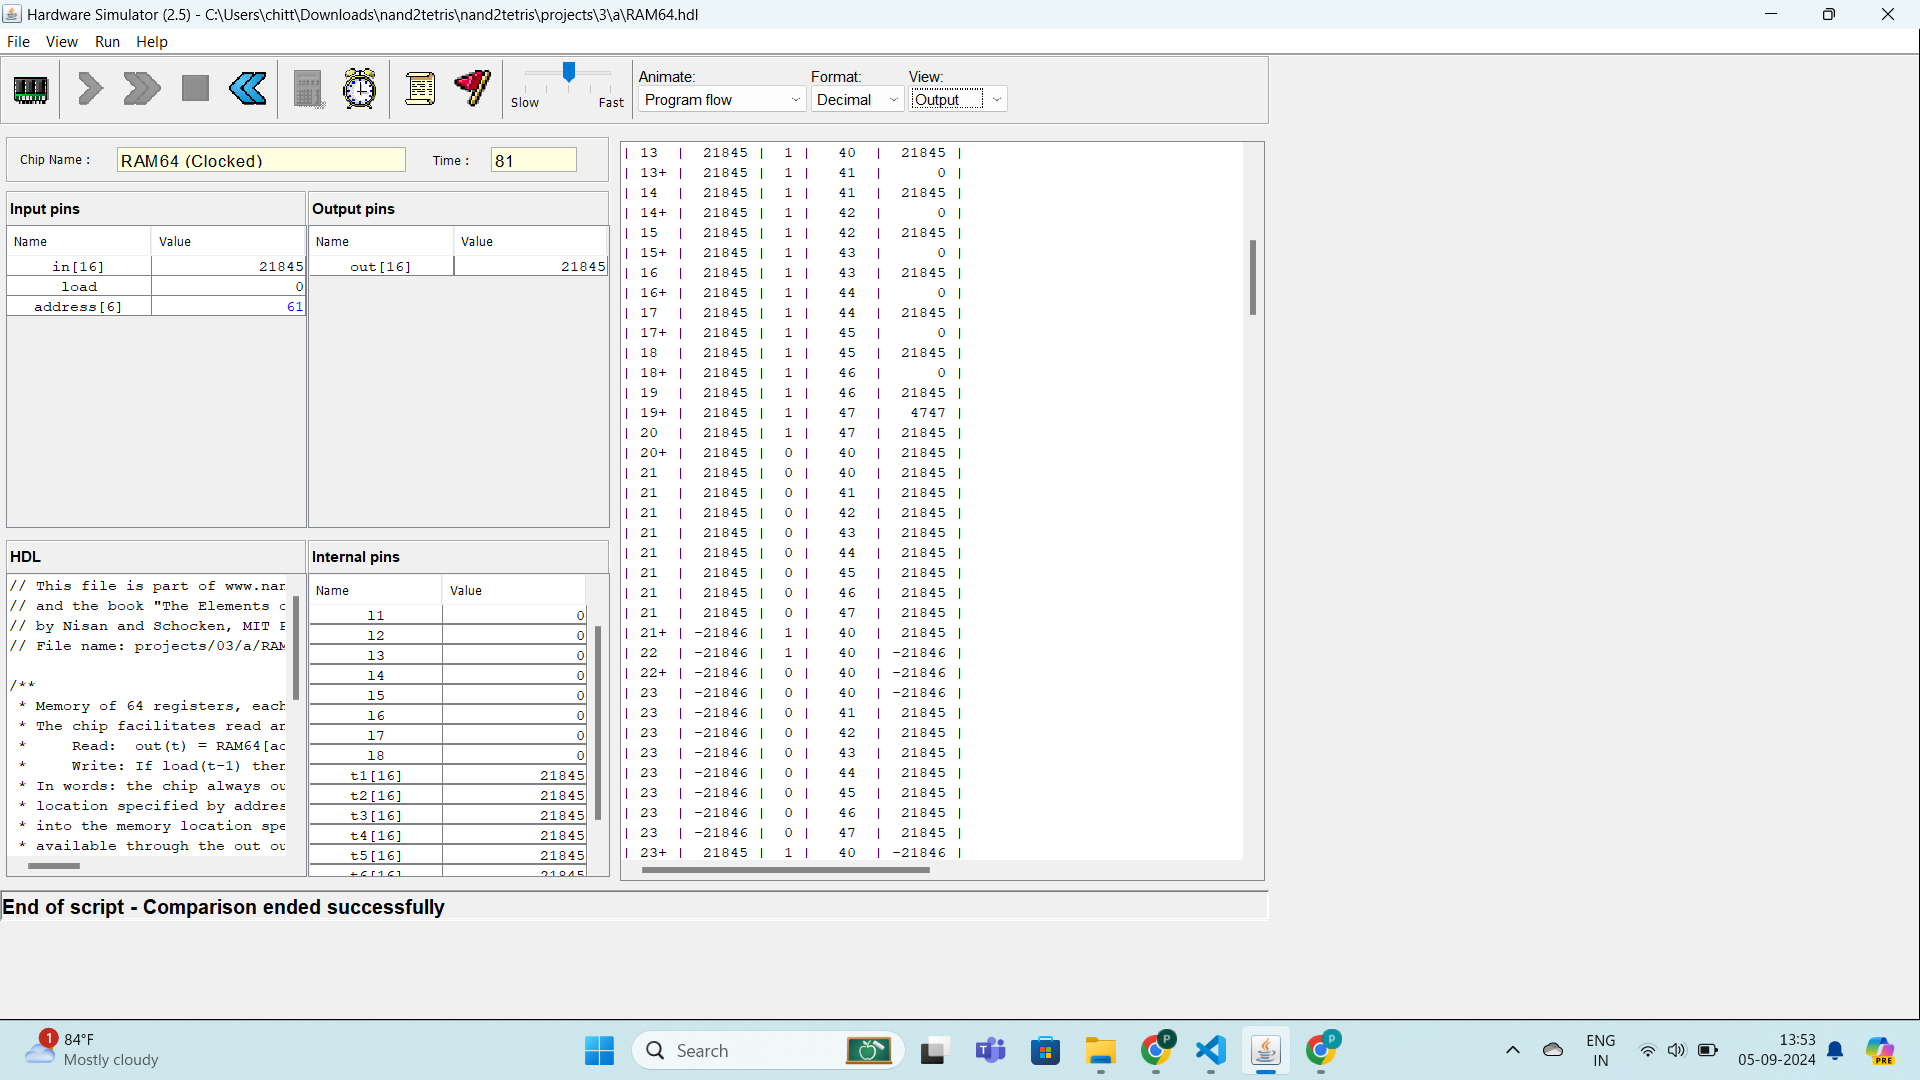 Hardware Simulator (2.5) - C:\Users\chitt\Downloads\nand2tetris\nand2tetris\projects\3\a\RAM64.hdl
File View Run Help
Slow Fast
Animate: Format: View:
Program flow Decimal Output
Chip Name : RAM64 (Clocked) Time : 81
Input pins
Name Value
in[16] 21845
load 0
address[6] 61
Output pins
Name Value
out[16] 21845
HDL
// This file is part of www.nan
// and the book "The Elements o
// by Nisan and Schocken, MIT P
// File name: projects/03/a/RAM
/**
* Memory of 64 registers, each
* The chip facilitates read an
* Read: out(t) = RAM64[ad
* Write: If load(t-1) then
* In words: the chip always ou
* location specified by addres
* into the memory location spe
* available through the out ou
Internal pins
Name Value
l1 0
l2 0
l3 0
l4 0
l5 0
l6 0
l7 0
l8 0
t1[16] 21845
t2[16] 21845
t3[16] 21845
t4[16] 21845
t5[16] 21845
t6[16] 21845
| 13 | 21845 | 1 | 40 | 21845 |
| 13+ | 21845 | 1 | 41 | 0 |
| 14 | 21845 | 1 | 41 | 21845 |
| 14+ | 21845 | 1 | 42 | 0 |
| 15 | 21845 | 1 | 42 | 21845 |
| 15+ | 21845 | 1 | 43 | 0 |
| 16 | 21845 | 1 | 43 | 21845 |
| 16+ | 21845 | 1 | 44 | 0 |
| 17 | 21845 | 1 | 44 | 21845 |
| 17+ | 21845 | 1 | 45 | 0 |
| 18 | 21845 | 1 | 45 | 21845 |
| 18+ | 21845 | 1 | 46 | 0 |
| 19 | 21845 | 1 | 46 | 21845 |
| 19+ | 21845 | 1 | 47 | 4747 |
| 20 | 21845 | 1 | 47 | 21845 |
| 20+ | 21845 | 0 | 40 | 21845 |
| 21 | 21845 | 0 | 40 | 21845 |
| 21 | 21845 | 0 | 41 | 21845 |
| 21 | 21845 | 0 | 42 | 21845 |
| 21 | 21845 | 0 | 43 | 21845 |
| 21 | 21845 | 0 | 44 | 21845 |
| 21 | 21845 | 0 | 45 | 21845 |
| 21 | 21845 | 0 | 46 | 21845 |
| 21 | 21845 | 0 | 47 | 21845 |
| 21+ | -21846 | 1 | 40 | 21845 |
| 22 | -21846 | 1 | 40 | -21846 |
| 22+ | -21846 | 0 | 40 | -21846 |
| 23 | -21846 | 0 | 40 | -21846 |
| 23 | -21846 | 0 | 41 | 21845 |
| 23 | -21846 | 0 | 42 | 21845 |
| 23 | -21846 | 0 | 43 | 21845 |
| 23 | -21846 | 0 | 44 | 21845 |
| 23 | -21846 | 0 | 45 | 21845 |
| 23 | -21846 | 0 | 46 | 21845 |
| 23 | -21846 | 0 | 47 | 21845 |
| 23+ | 21845 | 1 | 40 | -21846 |
End of script - Comparison ended successfully
1
84°F
Mostly cloudy
Search
P
P
ENG
IN
13:53
05-09-2024
PRE